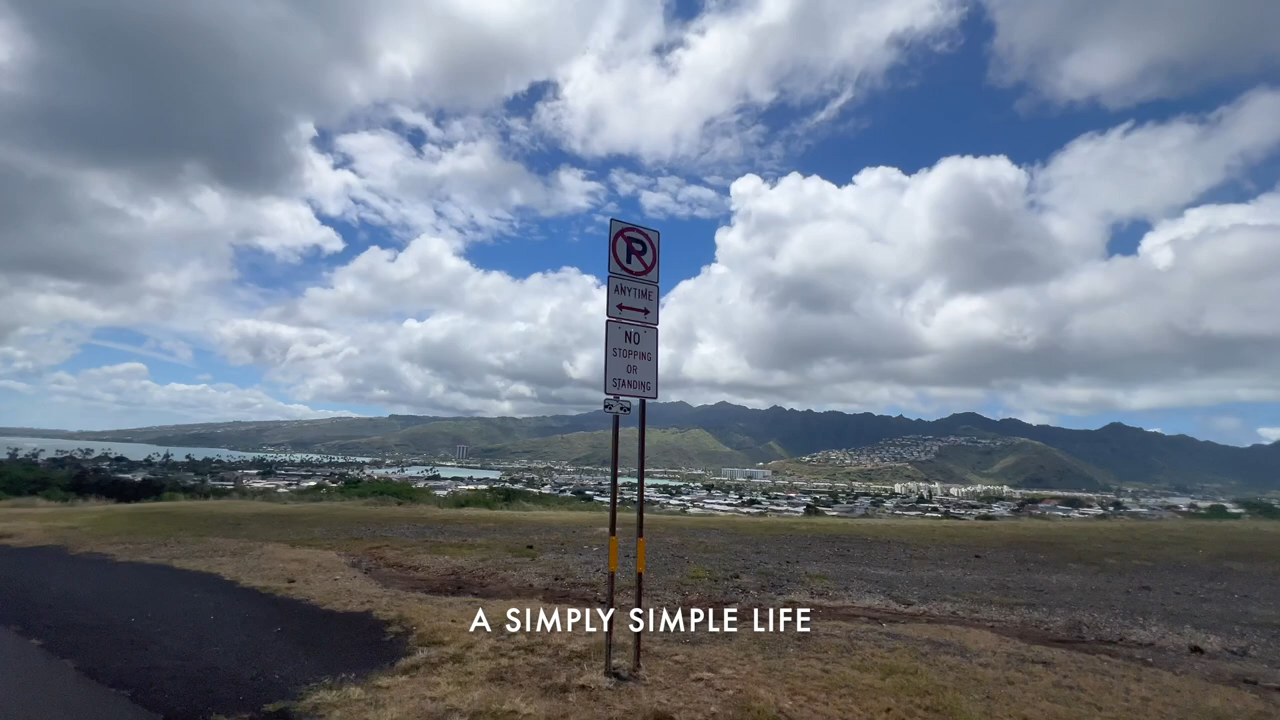 P
ANYTIME
NO
STOPPING
OR
STANDING
A SIMPLY SIMPLE LIFE